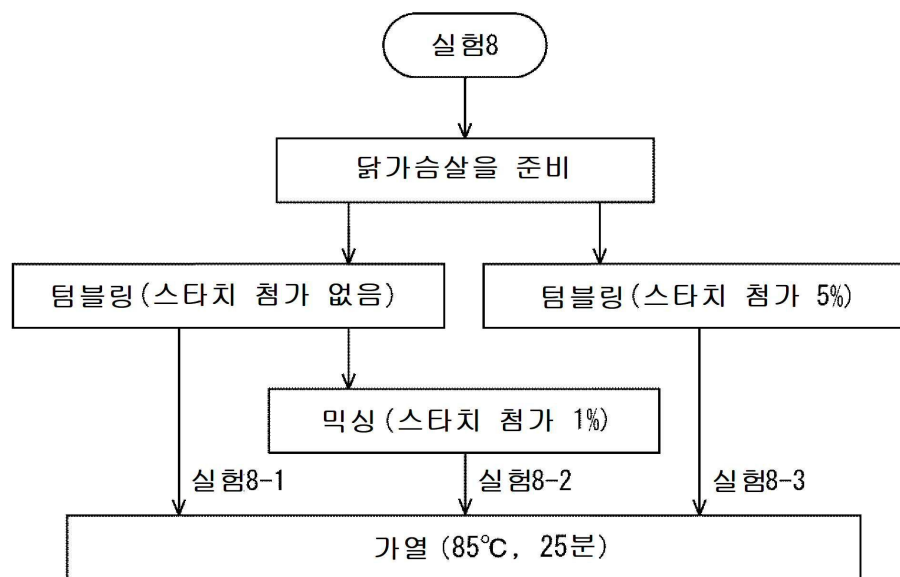 실험8
닭가슴살을 준비
텀블링(스타치 첨가 없음)
텀블링(스타치 첨가 5%)
믹싱(스타치 첨가 1%)
실험8-1
실험8-2
실험8-3
가열 (85℃, 25분)